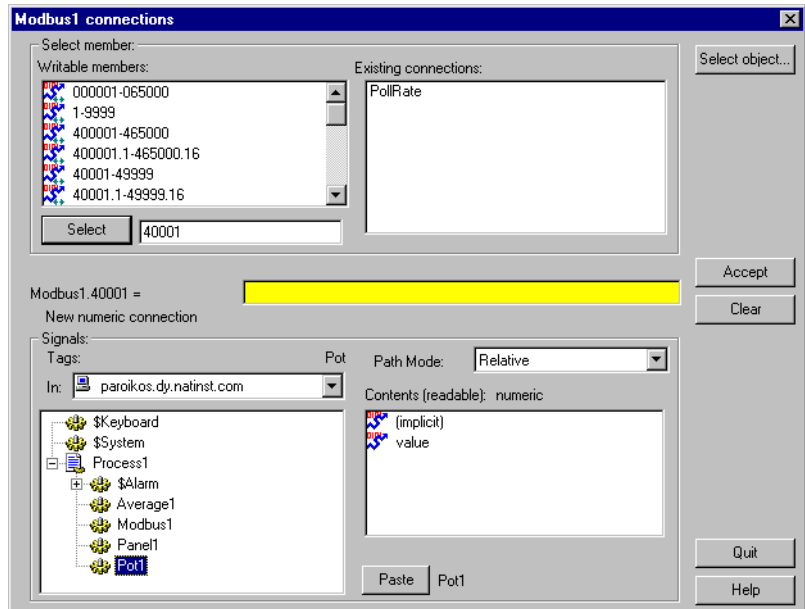 Modbus1 connections
Select member:
Writable members:
000001-065000
1-9999
400001-465000
400001.1-465000.16
40001-49999
40001.1-49999.16
Select
40001
Existing connections:
PollRate
Select object...
Accept
Clear
Modbus1.40001 =
New numeric connection
Signals:
Tags:
Pot
In:
paroikos.dy.natinst.com
$Keyboard
$System
Process1
$Alarm
Average1
Modbus1
Panel1
Pot1
Path Mode:
Relative
Contents (readable): numeric
(implicit)
value
Paste
Pot1
Quit
Help